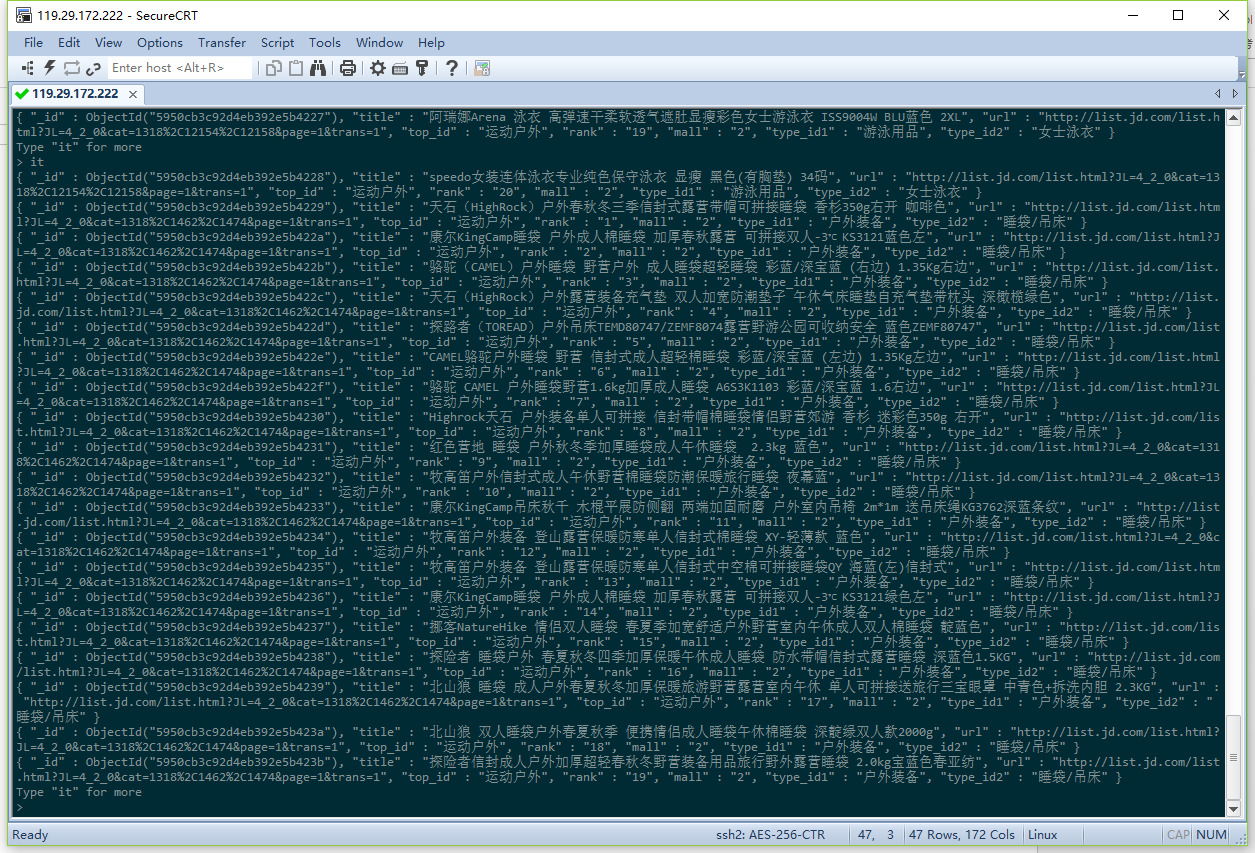 119.29.172.222 - SecureCRT
File Edit View Options Transfer Script Tools Window Help
Enter host <Alt+R>
119.29.172.222
{ "_id" : ObjectId("5950cb3c92d4eb392e5b4227"), "title" : "阿瑞娜Arena 泳衣 高弹速干柔软透气遮肚显瘦彩色女士游泳衣 ISS9004W BLU蓝色 2XL", "url" : "http://list.jd.com/list.h
tml?JL=4_2_0&cat=1318%2C12154%2C12158&page=1&trans=1", "top_id" : "运动户外", "rank" : "19", "mall" : "2", "type_id1" : "游泳用品", "type_id2" : "女士泳衣" }
Type "it" for more
> it
{ "_id" : ObjectId("5950cb3c92d4eb392e5b4228"), "title" : "speedo女装连体泳衣专业纯色保守泳衣 显瘦 黑色(有胸垫) 34码", "url" : "http://list.jd.com/list.html?JL=4_2_0&cat=13
18%2C12154%2C12158&page=1&trans=1", "top_id" : "运动户外", "rank" : "20", "mall" : "2", "type_id1" : "游泳用品", "type_id2" : "女士泳衣" }
{ "_id" : ObjectId("5950cb3c92d4eb392e5b4229"), "title" : "天石（HighRock）户外春秋冬三季信封式露营带帽可拼接睡袋 香杉350g右开 咖啡色", "url" : "http://list.jd.com/list.htm
l?JL=4_2_0&cat=1318%2C1462%2C1474&page=1&trans=1", "top_id" : "运动户外", "rank" : "1", "mall" : "2", "type_id1" : "户外装备", "type_id2" : "睡袋/吊床" }
{ "_id" : ObjectId("5950cb3c92d4eb392e5b422a"), "title" : "康尔KingCamp睡袋 户外成人棉睡袋 加厚春秋露营 可拼接双人-3℃ KS3121蓝色左", "url" : "http://list.jd.com/list.html?J
L=4_2_0&cat=1318%2C1462%2C1474&page=1&trans=1", "top_id" : "运动户外", "rank" : "2", "mall" : "2", "type_id1" : "户外装备", "type_id2" : "睡袋/吊床" }
{ "_id" : ObjectId("5950cb3c92d4eb392e5b422b"), "title" : "骆驼（CAMEL）户外睡袋 野营户外 成人睡袋超轻睡袋 彩蓝/深宝蓝（右边）1.35Kg右边", "url" : "http://list.jd.com/list.
html?JL=4_2_0&cat=1318%2C1462%2C1474&page=1&trans=1", "top_id" : "运动户外", "rank" : "3", "mall" : "2", "type_id1" : "户外装备", "type_id2" : "睡袋/吊床" }
{ "_id" : ObjectId("5950cb3c92d4eb392e5b422c"), "title" : "天石（HighRock）户外露营装备充气垫 双人加宽防潮垫子 午休气床睡垫自充气垫带枕头 深橄榄绿色", "url" : "http://list.
jd.com/list.html?JL=4_2_0&cat=1318%2C1462%2C1474&page=1&trans=1", "top_id" : "运动户外", "rank" : "4", "mall" : "2", "type_id1" : "户外装备", "type_id2" : "睡袋/吊床" }
{ "_id" : ObjectId("5950cb3c92d4eb392e5b422d"), "title" : "探路者（TOREAD）户外吊床TEMD80747/ZEMF8074露营野游公园可收纳安全 蓝色ZEMF80747", "url" : "http://list.jd.com/list
.html?JL=4_2_0&cat=1318%2C1462%2C1474&page=1&trans=1", "top_id" : "运动户外", "rank" : "5", "mall" : "2", "type_id1" : "户外装备", "type_id2" : "睡袋/吊床" }
{ "_id" : ObjectId("5950cb3c92d4eb392e5b422e"), "title" : "CAMEL骆驼户外睡袋 野营 信封式成人超轻棉睡袋 彩蓝/深宝蓝 (左边) 1.35Kg左边", "url" : "http://list.jd.com/list.html
?JL=4_2_0&cat=1318%2C1462%2C1474&page=1&trans=1", "top_id" : "运动户外", "rank" : "6", "mall" : "2", "type_id1" : "户外装备", "type_id2" : "睡袋/吊床" }
{ "_id" : ObjectId("5950cb3c92d4eb392e5b422f"), "title" : "骆驼 CAMEL 户外睡袋野营1.6kg加厚成人睡袋 A6S3K1103 彩蓝/深宝蓝 1.6右边", "url" : "http://list.jd.com/list.html?JL
=4_2_0&cat=1318%2C1462%2C1474&page=1&trans=1", "top_id" : "运动户外", "rank" : "7", "mall" : "2", "type_id1" : "户外装备", "type_id2" : "睡袋/吊床" }
{ "_id" : ObjectId("5950cb3c92d4eb392e5b4230"), "title" : "Highrock天石 户外装备单人可拼接 信封带帽棉睡袋情侣野营郊游 香杉 迷彩色350g 右开", "url" : "http://list.jd.com/lis
t.html?JL=4_2_0&cat=1318%2C1462%2C1474&page=1&trans=1", "top_id" : "运动户外", "rank" : "8", "mall" : "2", "type_id1" : "户外装备", "type_id2" : "睡袋/吊床" }
{ "_id" : ObjectId("5950cb3c92d4eb392e5b4231"), "title" : "红色营地 睡袋 户外秋冬季加厚睡袋成人午休睡袋  2.3kg 蓝色", "url" : "http://list.jd.com/list.html?JL=4_2_0&cat=131
8%2C1462%2C1474&page=1&trans=1", "top_id" : "运动户外", "rank" : "9", "mall" : "2", "type_id1" : "户外装备", "type_id2" : "睡袋/吊床" }
{ "_id" : ObjectId("5950cb3c92d4eb392e5b4232"), "title" : "牧高笛户外信封式成人午休野营棉睡袋防潮保暖旅行睡袋 夜幕蓝", "url" : "http://list.jd.com/list.html?JL=4_2_0&cat=13
18%2C1462%2C1474&page=1&trans=1", "top_id" : "运动户外", "rank" : "10", "mall" : "2", "type_id1" : "户外装备", "type_id2" : "睡袋/吊床" }
{ "_id" : ObjectId("5950cb3c92d4eb392e5b4233"), "title" : "康尔KingCamp吊床秋千 木棍平展防侧翻 两端加固耐磨 户外室内吊椅 2m*1m 送吊床绳KG3762深蓝条纹", "url" : "http://list
.jd.com/list.html?JL=4_2_0&cat=1318%2C1462%2C1474&page=1&trans=1", "top_id" : "运动户外", "rank" : "11", "mall" : "2", "type_id1" : "户外装备", "type_id2" : "睡袋/吊床" }
{ "_id" : ObjectId("5950cb3c92d4eb392e5b4234"), "title" : "牧高笛户外装备 登山露营保暖防寒单人信封式棉睡袋 XY-轻薄款 蓝色", "url" : "http://list.jd.com/list.html?JL=4_2_0&c
at=1318%2C1462%2C1474&page=1&trans=1", "top_id" : "运动户外", "rank" : "12", "mall" : "2", "type_id1" : "户外装备", "type_id2" : "睡袋/吊床" }
{ "_id" : ObjectId("5950cb3c92d4eb392e5b4235"), "title" : "牧高笛户外装备 登山露营保暖防寒单人信封式中空棉可拼接睡袋QY 海蓝(左)信封式", "url" : "http://list.jd.com/list.ht
ml?JL=4_2_0&cat=1318%2C1462%2C1474&page=1&trans=1", "top_id" : "运动户外", "rank" : "13", "mall" : "2", "type_id1" : "户外装备", "type_id2" : "睡袋/吊床" }
{ "_id" : ObjectId("5950cb3c92d4eb392e5b4236"), "title" : "康尔KingCamp睡袋 户外成人棉睡袋 加厚春秋露营 可拼接双人-3℃ KS3121绿色左", "url" : "http://list.jd.com/list.html?J
L=4_2_0&cat=1318%2C1462%2C1474&page=1&trans=1", "top_id" : "运动户外", "rank" : "14", "mall" : "2", "type_id1" : "户外装备", "type_id2" : "睡袋/吊床" }
{ "_id" : ObjectId("5950cb3c92d4eb392e5b4237"), "title" : "挪客NatureHike 情侣双人睡袋 春夏季加宽舒适户外野营室内午休成人双人棉睡袋 靛蓝色", "url" : "http://list.jd.com/li
st.html?JL=4_2_0&cat=1318%2C1462%2C1474&page=1&trans=1", "top_id" : "运动户外", "rank" : "15", "mall" : "2", "type_id1" : "户外装备", "type_id2" : "睡袋/吊床" }
{ "_id" : ObjectId("5950cb3c92d4eb392e5b4238"), "title" : "探险者 睡袋户外 春夏秋冬四季加厚保暖午休成人睡袋 防水带帽信封式露营睡袋 深蓝色1.5KG", "url" : "http://list.jd.com
/list.html?JL=4_2_0&cat=1318%2C1462%2C1474&page=1&trans=1", "top_id" : "运动户外", "rank" : "16", "mall" : "2", "type_id1" : "户外装备", "type_id2" : "睡袋/吊床" }
{ "_id" : ObjectId("5950cb3c92d4eb392e5b4239"), "title" : "北山狼 睡袋 成人户外春夏秋冬加厚保暖旅游野营露营室内午休 单人可拼接送旅行三宝眼罩 中青色+拆洗内胆 2.3KG", "url" :
 "http://list.jd.com/list.html?JL=4_2_0&cat=1318%2C1462%2C1474&page=1&trans=1", "top_id" : "运动户外", "rank" : "17", "mall" : "2", "type_id1" : "户外装备", "type_id2" : "
睡袋/吊床" }
{ "_id" : ObjectId("5950cb3c92d4eb392e5b423a"), "title" : "北山狼 双人睡袋户外春夏秋季 便携情侣成人睡袋午休棉睡袋 深靛绿双人款2000g", "url" : "http://list.jd.com/list.html?
JL=4_2_0&cat=1318%2C1462%2C1474&page=1&trans=1", "top_id" : "运动户外", "rank" : "18", "mall" : "2", "type_id1" : "户外装备", "type_id2" : "睡袋/吊床" }
{ "_id" : ObjectId("5950cb3c92d4eb392e5b423b"), "title" : "探险者信封成人户外加厚超轻春秋冬野营装备用品旅行野外露营睡袋 2.0kg宝蓝色春亚纺", "url" : "http://list.jd.com/list
.html?JL=4_2_0&cat=1318%2C1462%2C1474&page=1&trans=1", "top_id" : "运动户外", "rank" : "19", "mall" : "2", "type_id1" : "户外装备", "type_id2" : "睡袋/吊床" }
Type "it" for more
>
Ready ssh2: AES-256-CTR 47, 3 47 Rows, 172 Cols Linux CAP NUM